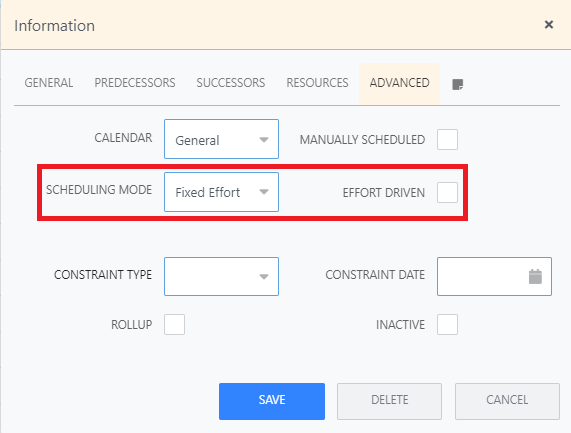 Information ×
GENERAL PREDECESSORS SUCCESSORS RESOURCES ADVANCED
CALENDAR General MANUALLY SCHEDULED
SCHEDULING MODE Fixed Effort EFFORT DRIVEN
CONSTRAINT TYPE CONSTRAINT DATE
ROLLUP INACTIVE
SAVE DELETE CANCEL